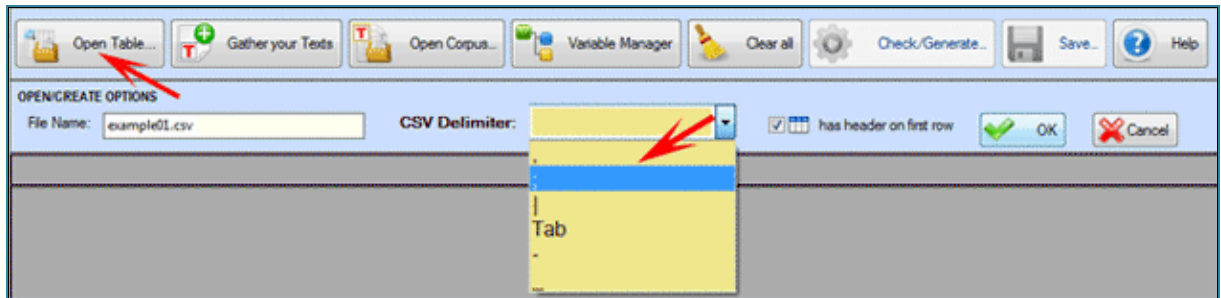 Open Table... Gather your Texts Open Corpus... Variable Manager Clear all Check/Generate... Save... Help
OPEN/CREATE OPTIONS
File Name: example01.csv CSV Delimiter: has header on first row OK Cancel
,
;
|
Tab
-